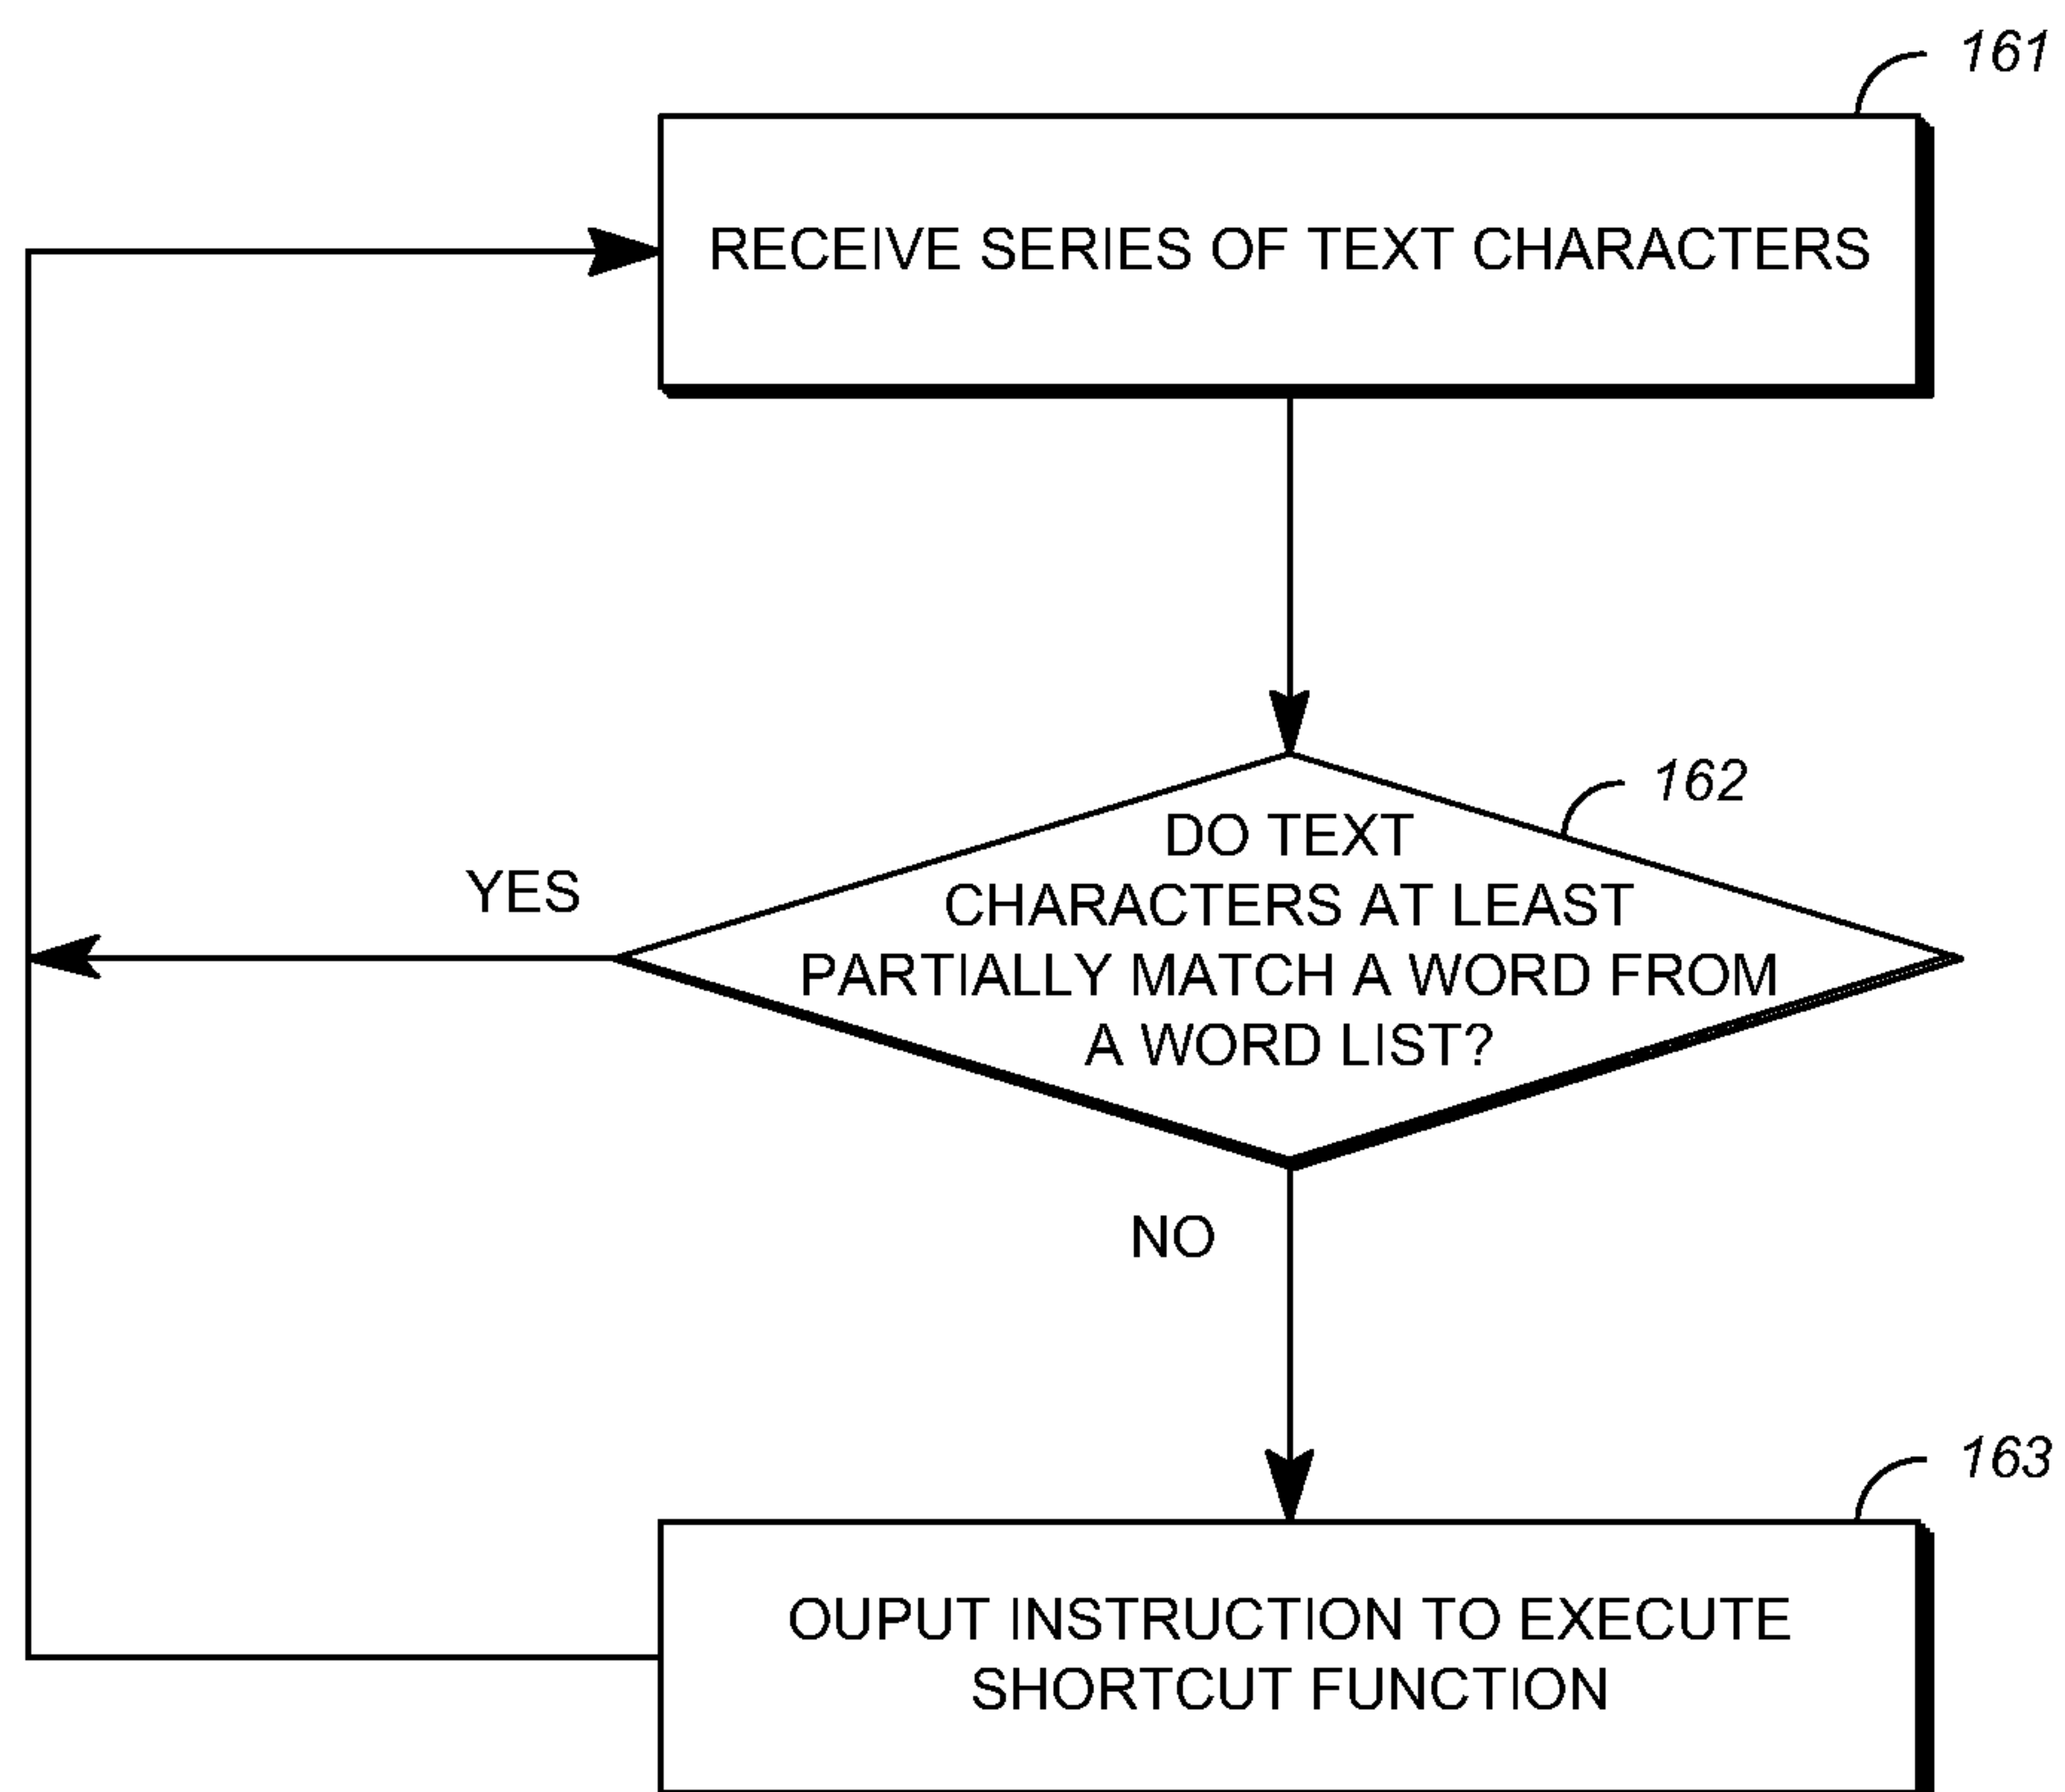 161
RECEIVE SERIES OF TEXT CHARACTERS
162
DO TEXT
CHARACTERS AT LEAST
PARTIALLY MATCH A WORD FROM
A WORD LIST?
YES
NO
163
OUPUT INSTRUCTION TO EXECUTE
SHORTCUT FUNCTION